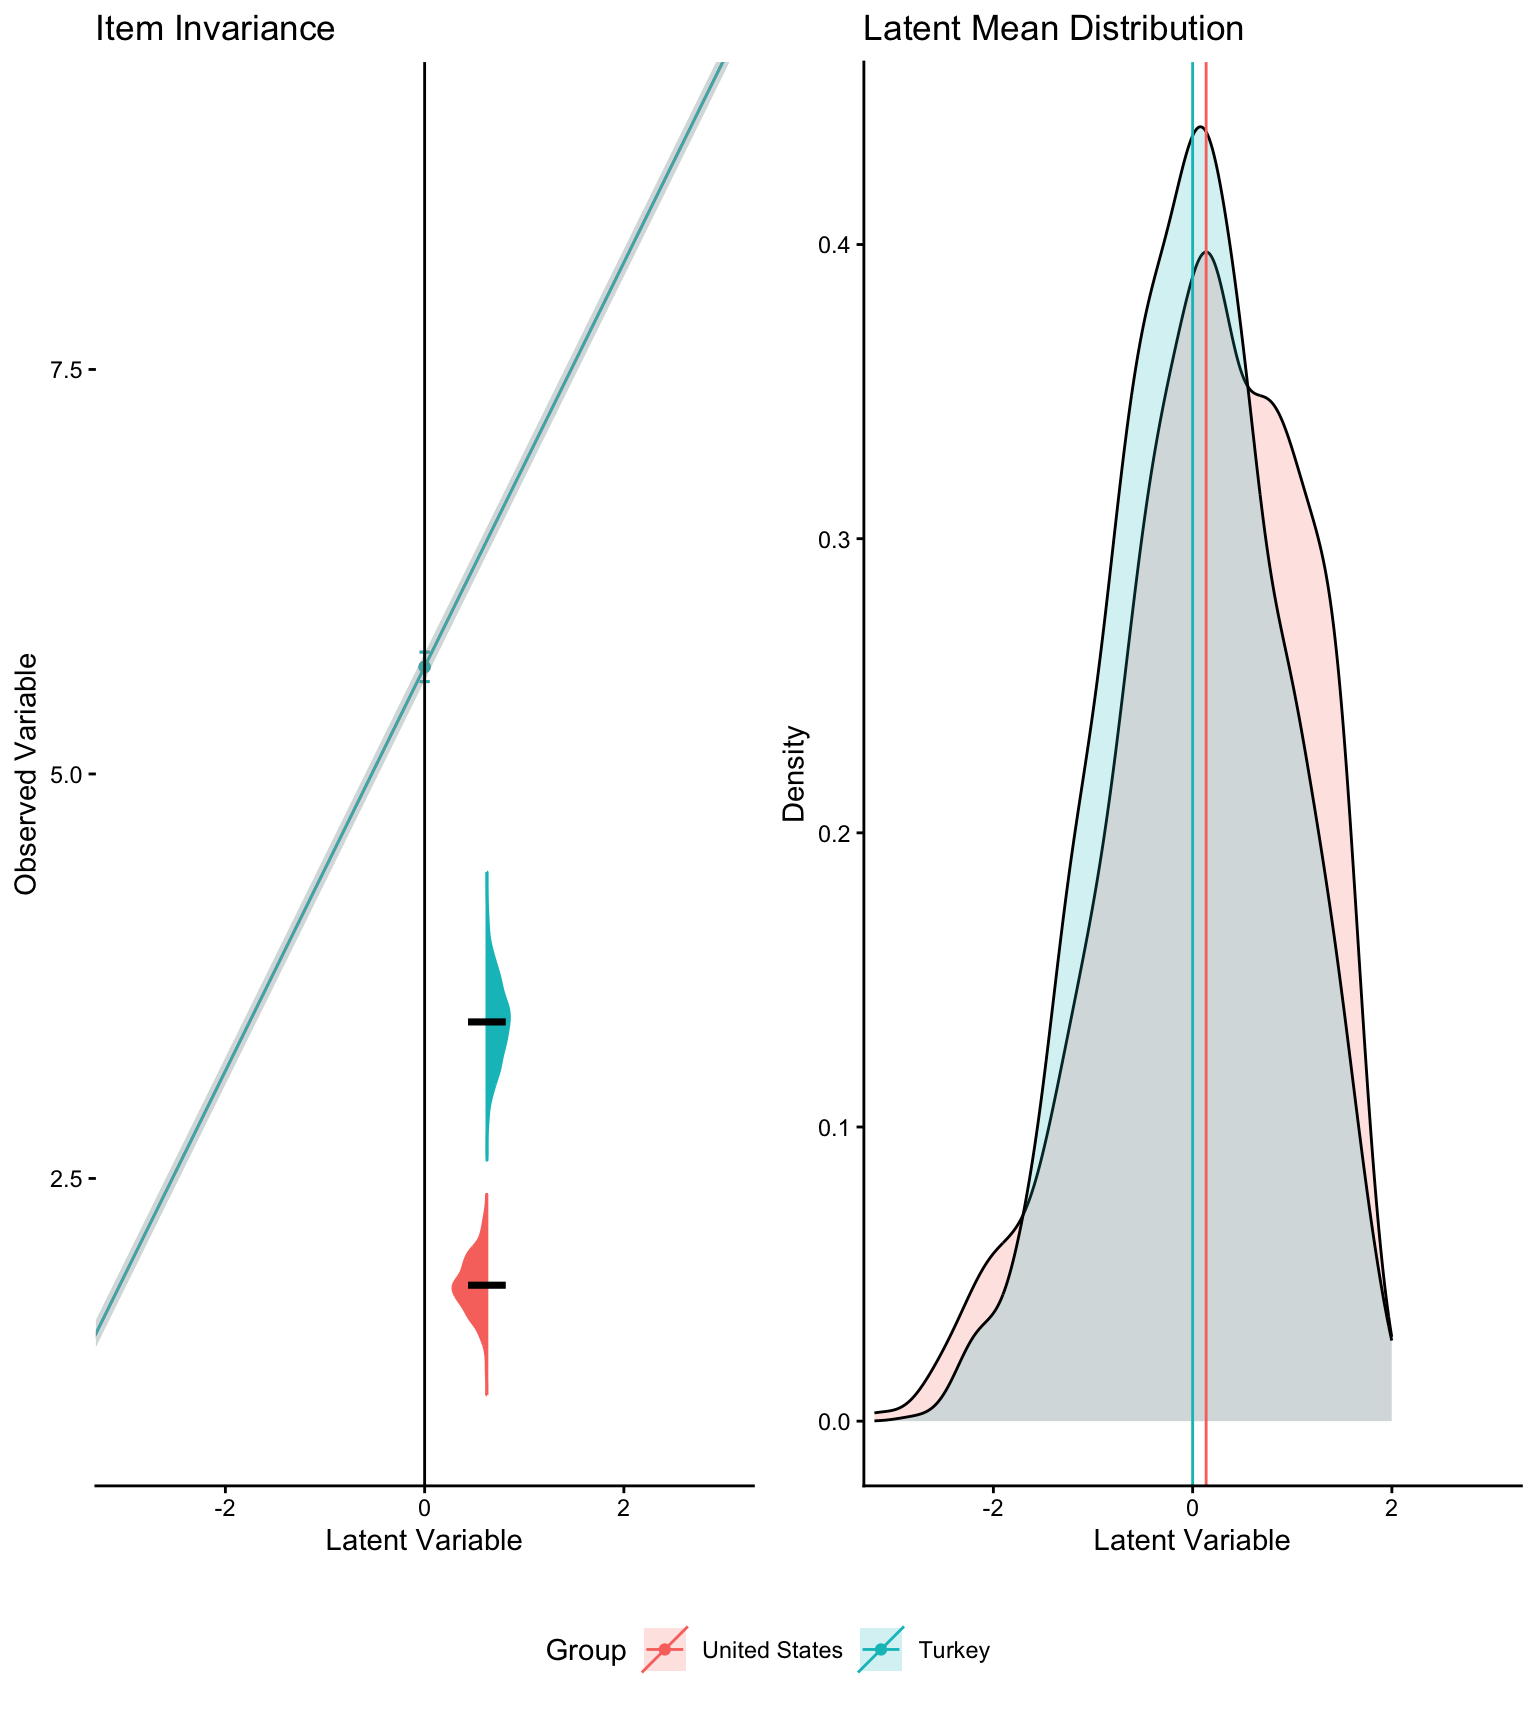 Item Invariance
Latent Mean Distribution
Observed Variable
7.5
5.0
2.5
-2 0 2
Latent Variable
Density
0.4
0.3
0.2
0.1
0.0
-2 0 2
Latent Variable
Group United States Turkey